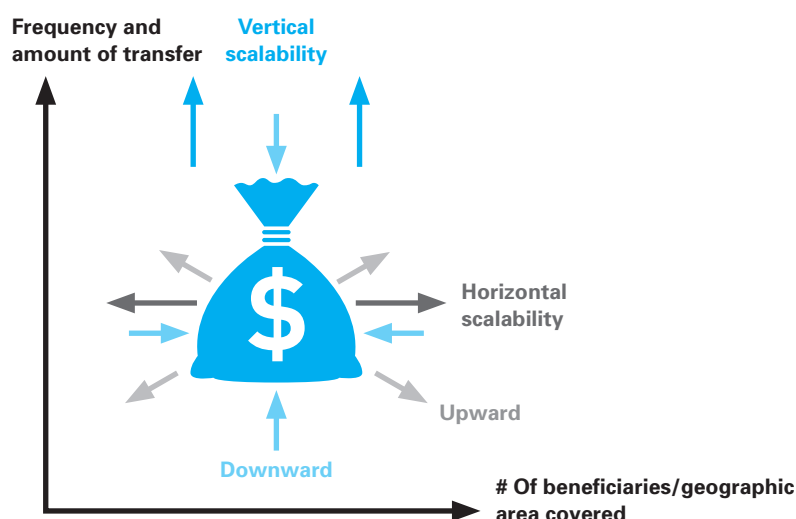 Frequency and
amount of transfer
Vertical
scalability
$
Horizontal
scalability
Upward
Downward
# Of beneficiaries/geographic
area covered